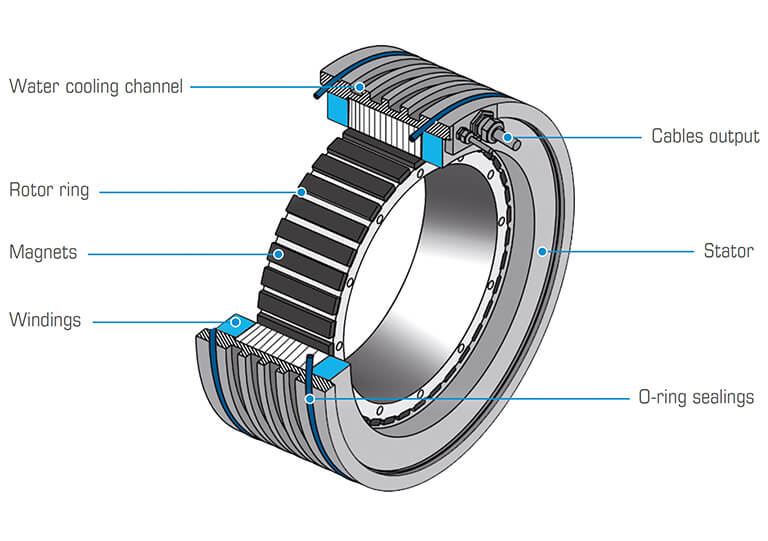 Water cooling channel
Cables output
Rotor ring
Magnets
Stator
Windings
O-ring sealings